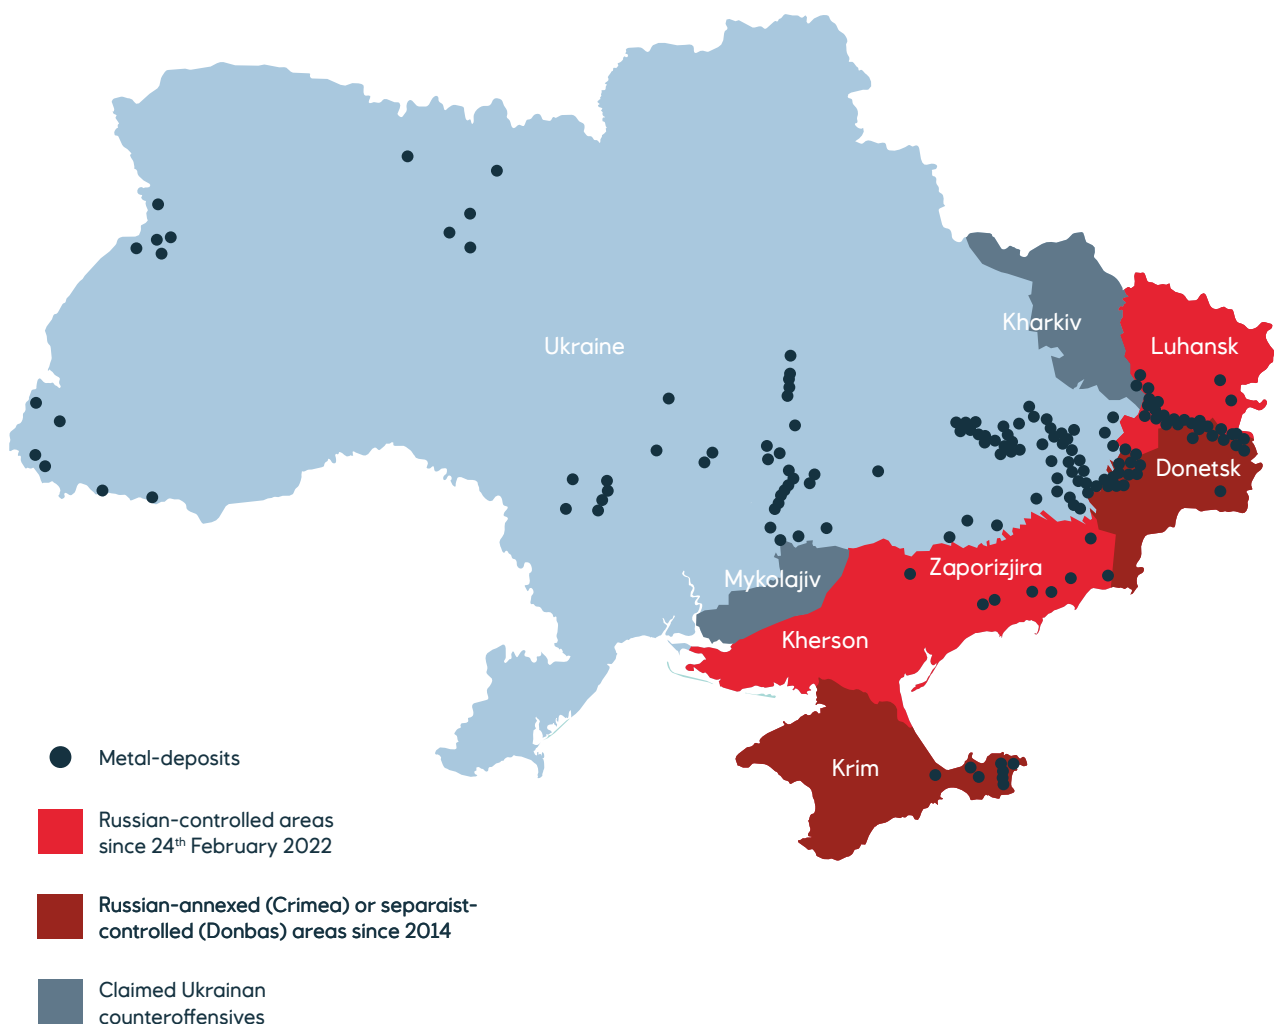 Kharkiv
Luhansk
Ukraine
Donetsk
Zaporizjira
Mykolajiv
Kherson
Krim
Metal-deposits
Russian-controlled areas
since 24th February 2022
Russian-annexed (Crimea) or separaist-
controlled (Donbas) areas since 2014
Claimed Ukrainan
counteroffensives